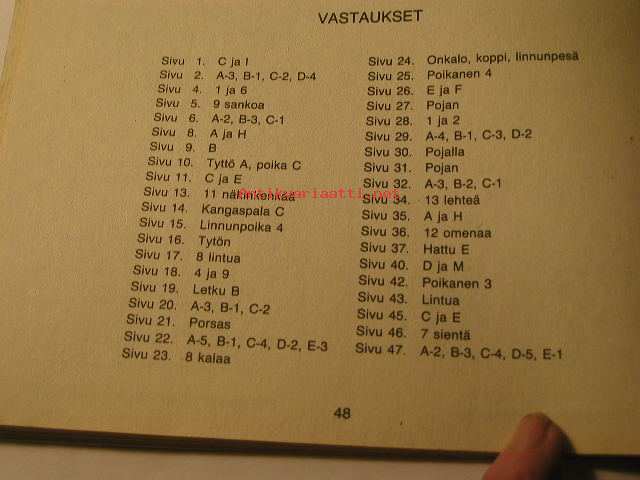 VASTAUKSET
Sivu 1. C ja I
Sivu 2. A-3, B-1, C-2, D-4
Sivu 4. 1 ja 6
Sivu 5. 9 sankoa
Sivu 6. A-2, B-3, C-1
Sivu 8. A ja H
Sivu 9. B
Sivu 10. Tyttö A, poika C
Sivu 11. C ja E
Sivu 13. 11 näkinkenkää
Sivu 14. Kangaspala C
Sivu 15. Linnunpoika 4
Sivu 16. Tytön
Sivu 17. 8 lintua
Sivu 18. 4 ja 9
Sivu 19. Letku B
Sivu 20. A-3, B-1, C-2
Sivu 21. Porsas
Sivu 22. A-5, B-1, C-4, D-2, E-3
Sivu 23. 8 kalaa
Sivu 24. Onkalo, koppi, linnunpesä
Sivu 25. Poikanen 4
Sivu 26. E ja F
Sivu 27. Pojan
Sivu 28. 1 ja 2
Sivu 29. A-4, B-1, C-3, D-2
Sivu 30. Pojalla
Sivu 31. Pojan
Sivu 32. A-3, B-2, C-1
Sivu 34. 13 lehteä
Sivu 35. A ja H
Sivu 36. 12 omenaa
Sivu 37. Hattu E
Sivu 40. D ja M
Sivu 42. Poikanen 3
Sivu 43. Lintua
Sivu 45. C ja E
Sivu 46. 7 sientä
Sivu 47. A-2, B-3, C-4, D-5, E-1
48
Antikvariaatti.net